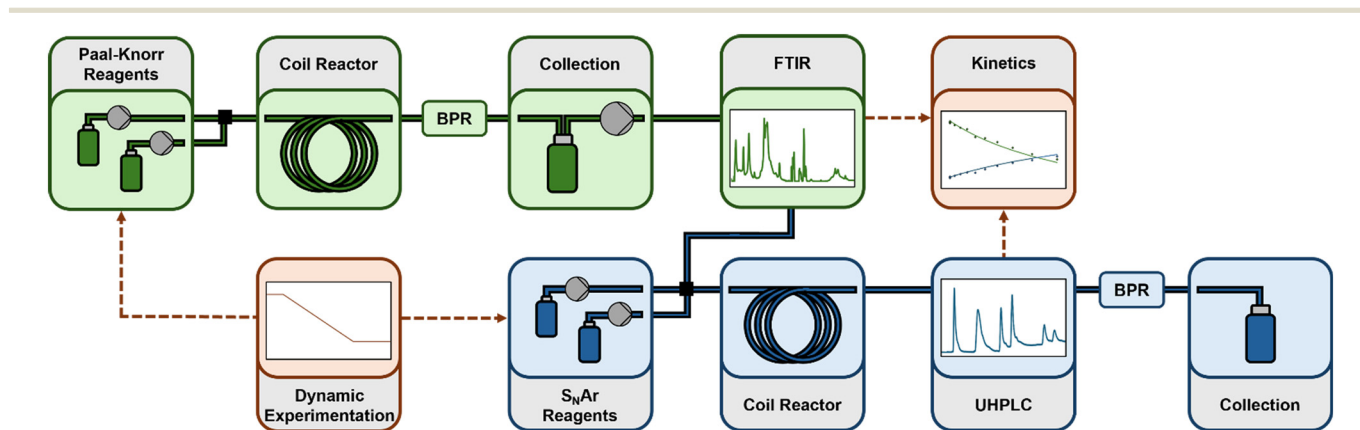 Paal-Knorr
Reagents
Coil Reactor
Collection
FTIR
Kinetics
BPR
BPR
Dynamic
Experimentation
SNAr
Reagents
Coil Reactor
UHPLC
Collection